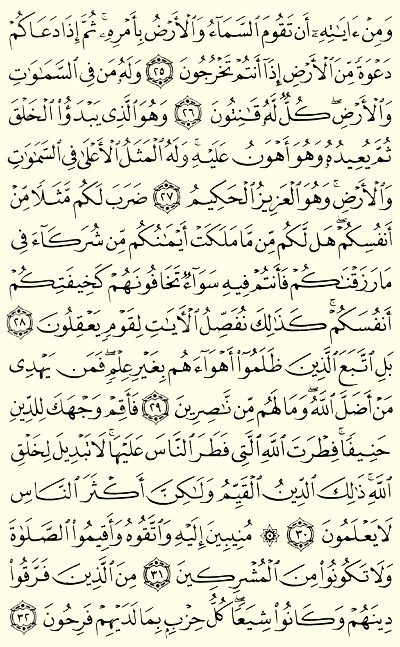 وَمِنْ ءَايَٰتِهِۦٓ أَن تَقُومَ ٱلسَّمَآءُ وَٱلْأَرْضُ بِأَمْرِهِۦ ۚ ثُمَّ إِذَا دَعَاكُمْ
دَعْوَةً مِّنَ ٱلْأَرْضِ إِذَآ أَنتُمْ تَخْرُجُونَ ٢٥ وَلَهُۥ مَن فِى ٱلسَّمَٰوَٰتِ
وَٱلْأَرْضِ ۖ كُلٌّ لَّهُۥ قَٰنِتُونَ ٢٦ وَهُوَ ٱلَّذِى يَبْدَؤُا۟ ٱلْخَلْقَ
ثُمَّ يُعِيدُهُۥ وَهُوَ أَهْوَنُ عَلَيْهِ ۚ وَلَهُ ٱلْمَثَلُ ٱلْأَعْلَىٰ فِى ٱلسَّمَٰوَٰتِ
وَٱلْأَرْضِ ۚ وَهُوَ ٱلْعَزِيزُ ٱلْحَكِيمُ ٢٧ ضَرَبَ لَكُم مَّثَلًا مِّنْ
أَنفُسِكُمْ ۖ هَل لَّكُم مِّن مَّا مَلَكَتْ أَيْمَٰنُكُم مِّن شُرَكَآءَ فِى
مَا رَزَقْنَٰكُمْ فَأَنتُمْ فِيهِ سَوَآءٌ تَخَافُونَهُمْ كَخِيفَتِكُمْ
أَنفُسَكُمْ ۚ كَذَٰلِكَ نُفَصِّلُ ٱلْءَايَٰتِ لِقَوْمٍ يَعْقِلُونَ ٢٨
بَلِ ٱتَّبَعَ ٱلَّذِينَ ظَلَمُوٓا۟ أَهْوَآءَهُم بِغَيْرِ عِلْمٍ ۖ فَمَن يَهْدِى
مَنْ أَضَلَّ ٱللَّهُ ۖ وَمَا لَهُم مِّن نَّٰصِرِينَ ٢٩ فَأَقِمْ وَجْهَكَ لِلدِّينِ
حَنِيفًا ۚ فِطْرَتَ ٱللَّهِ ٱلَّتِى فَطَرَ ٱلنَّاسَ عَلَيْهَا ۚ لَا تَبْدِيلَ لِخَلْقِ
ٱللَّهِ ۚ ذَٰلِكَ ٱلدِّينُ ٱلْقَيِّمُ وَلَٰكِنَّ أَكْثَرَ ٱلنَّاسِ
لَا يَعْلَمُونَ ٣٠ ۞ مُنِيبِينَ إِلَيْهِ وَٱتَّقُوهُ وَأَقِيمُوا۟ ٱلصَّلَوٰةَ
وَلَا تَكُونُوا۟ مِنَ ٱلْمُشْرِكِينَ ٣١ مِنَ ٱلَّذِينَ فَرَّقُوا۟
دِينَهُمْ وَكَانُوا۟ شِيَعًا ۖ كُلُّ حِزْبٍۭ بِمَا لَدَيْهِمْ فَرِحُونَ ٣٢